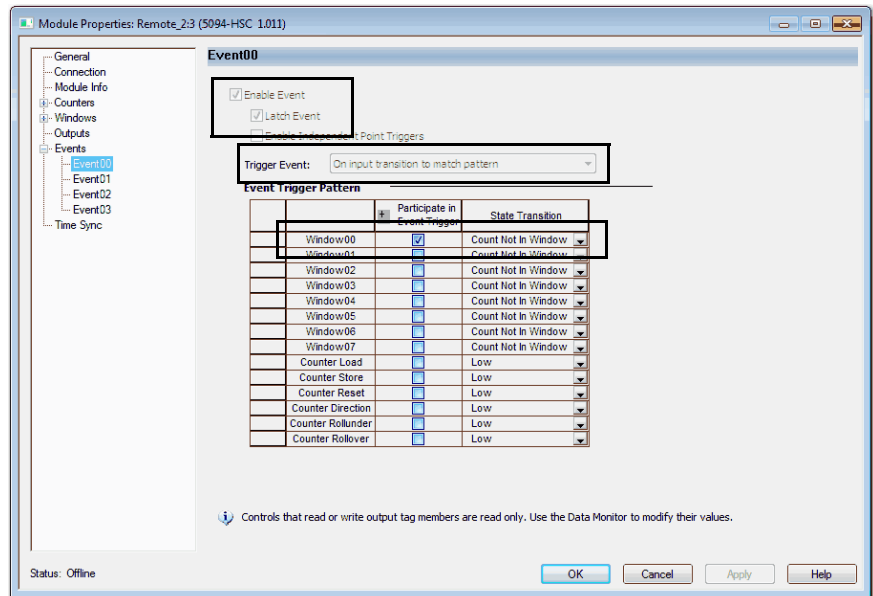 Module Properties: Remote_2:3 (5094-HSC 1.011)
General
Connection
Module Info
Counters
Windows
Outputs
Events
Event00
Event01
Event02
Event03
Time Sync
Event00
Enable Event
Latch Event
Enable Independent Point Triggers
Trigger Event: On input transition to match pattern
Event Trigger Pattern
Participate in Event Trigger State Transition
Window00 Count Not In Window
Window01 Count Not In Window
Window02 Count Not In Window
Window03 Count Not In Window
Window04 Count Not In Window
Window05 Count Not In Window
Window06 Count Not In Window
Window07 Count Not In Window
Counter Load Low
Counter Store Low
Counter Reset Low
Counter Direction Low
Counter Rollunder Low
Counter Rollover Low
Controls that read or write output tag members are read only. Use the Data Monitor to modify their values.
Status: Offline
OK Cancel Apply Help